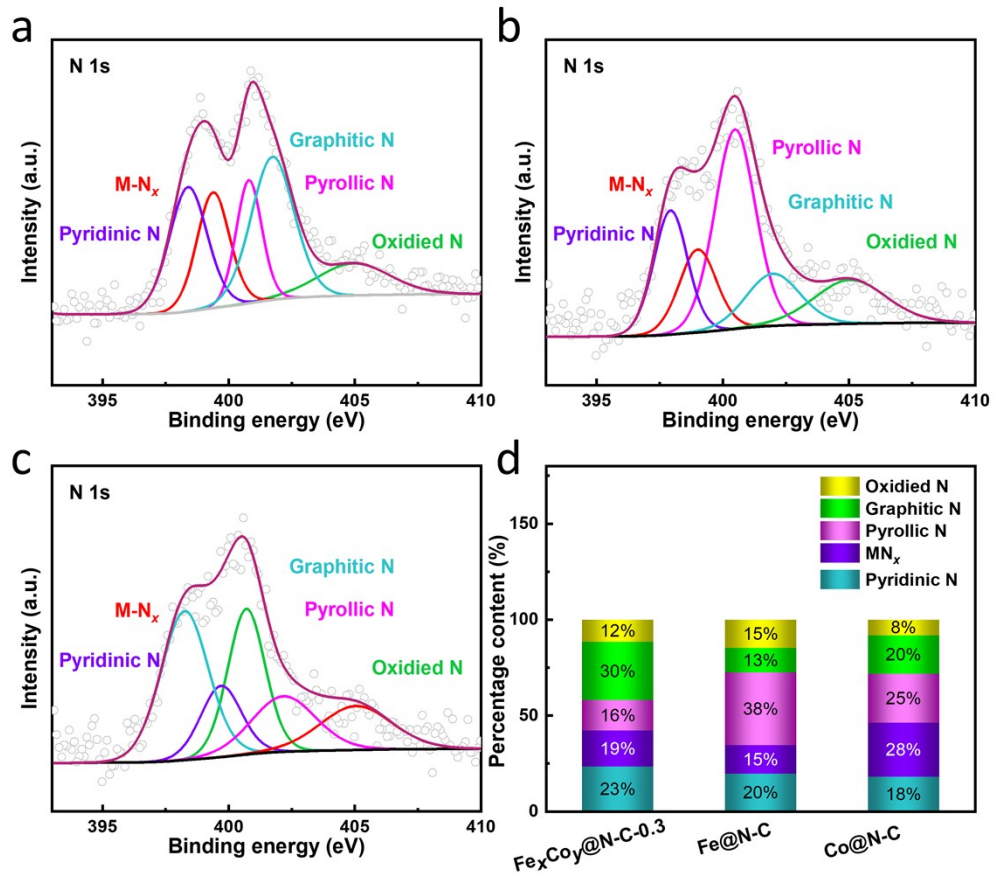 a
N 1s
Graphitic N
M-Nx
Pyrollic N
Pyridinic N
Oxidied N
Intensity (a.u.)
395 400 405 410
Binding energy (eV)
b
N 1s
Pyrollic N
M-Nx
Graphitic N
Pyridinic N
Oxidied N
Intensity (a.u.)
395 400 405 410
Binding energy (eV)
c
N 1s
Graphitic N
M-Nx
Pyrollic N
Pyridinic N
Oxidied N
Intensity (a.u.)
395 400 405 410
Binding energy (eV)
d
Oxidied N
Graphitic N
Pyrollic N
MNx
Pyridinic N
Percentage content (%)
150
100
50
0
12% 15% 8%
30% 13% 20%
16% 38% 25%
19% 15% 28%
23% 20% 18%
FexCoy@N-C-0.3
Fe@N-C
Co@N-C